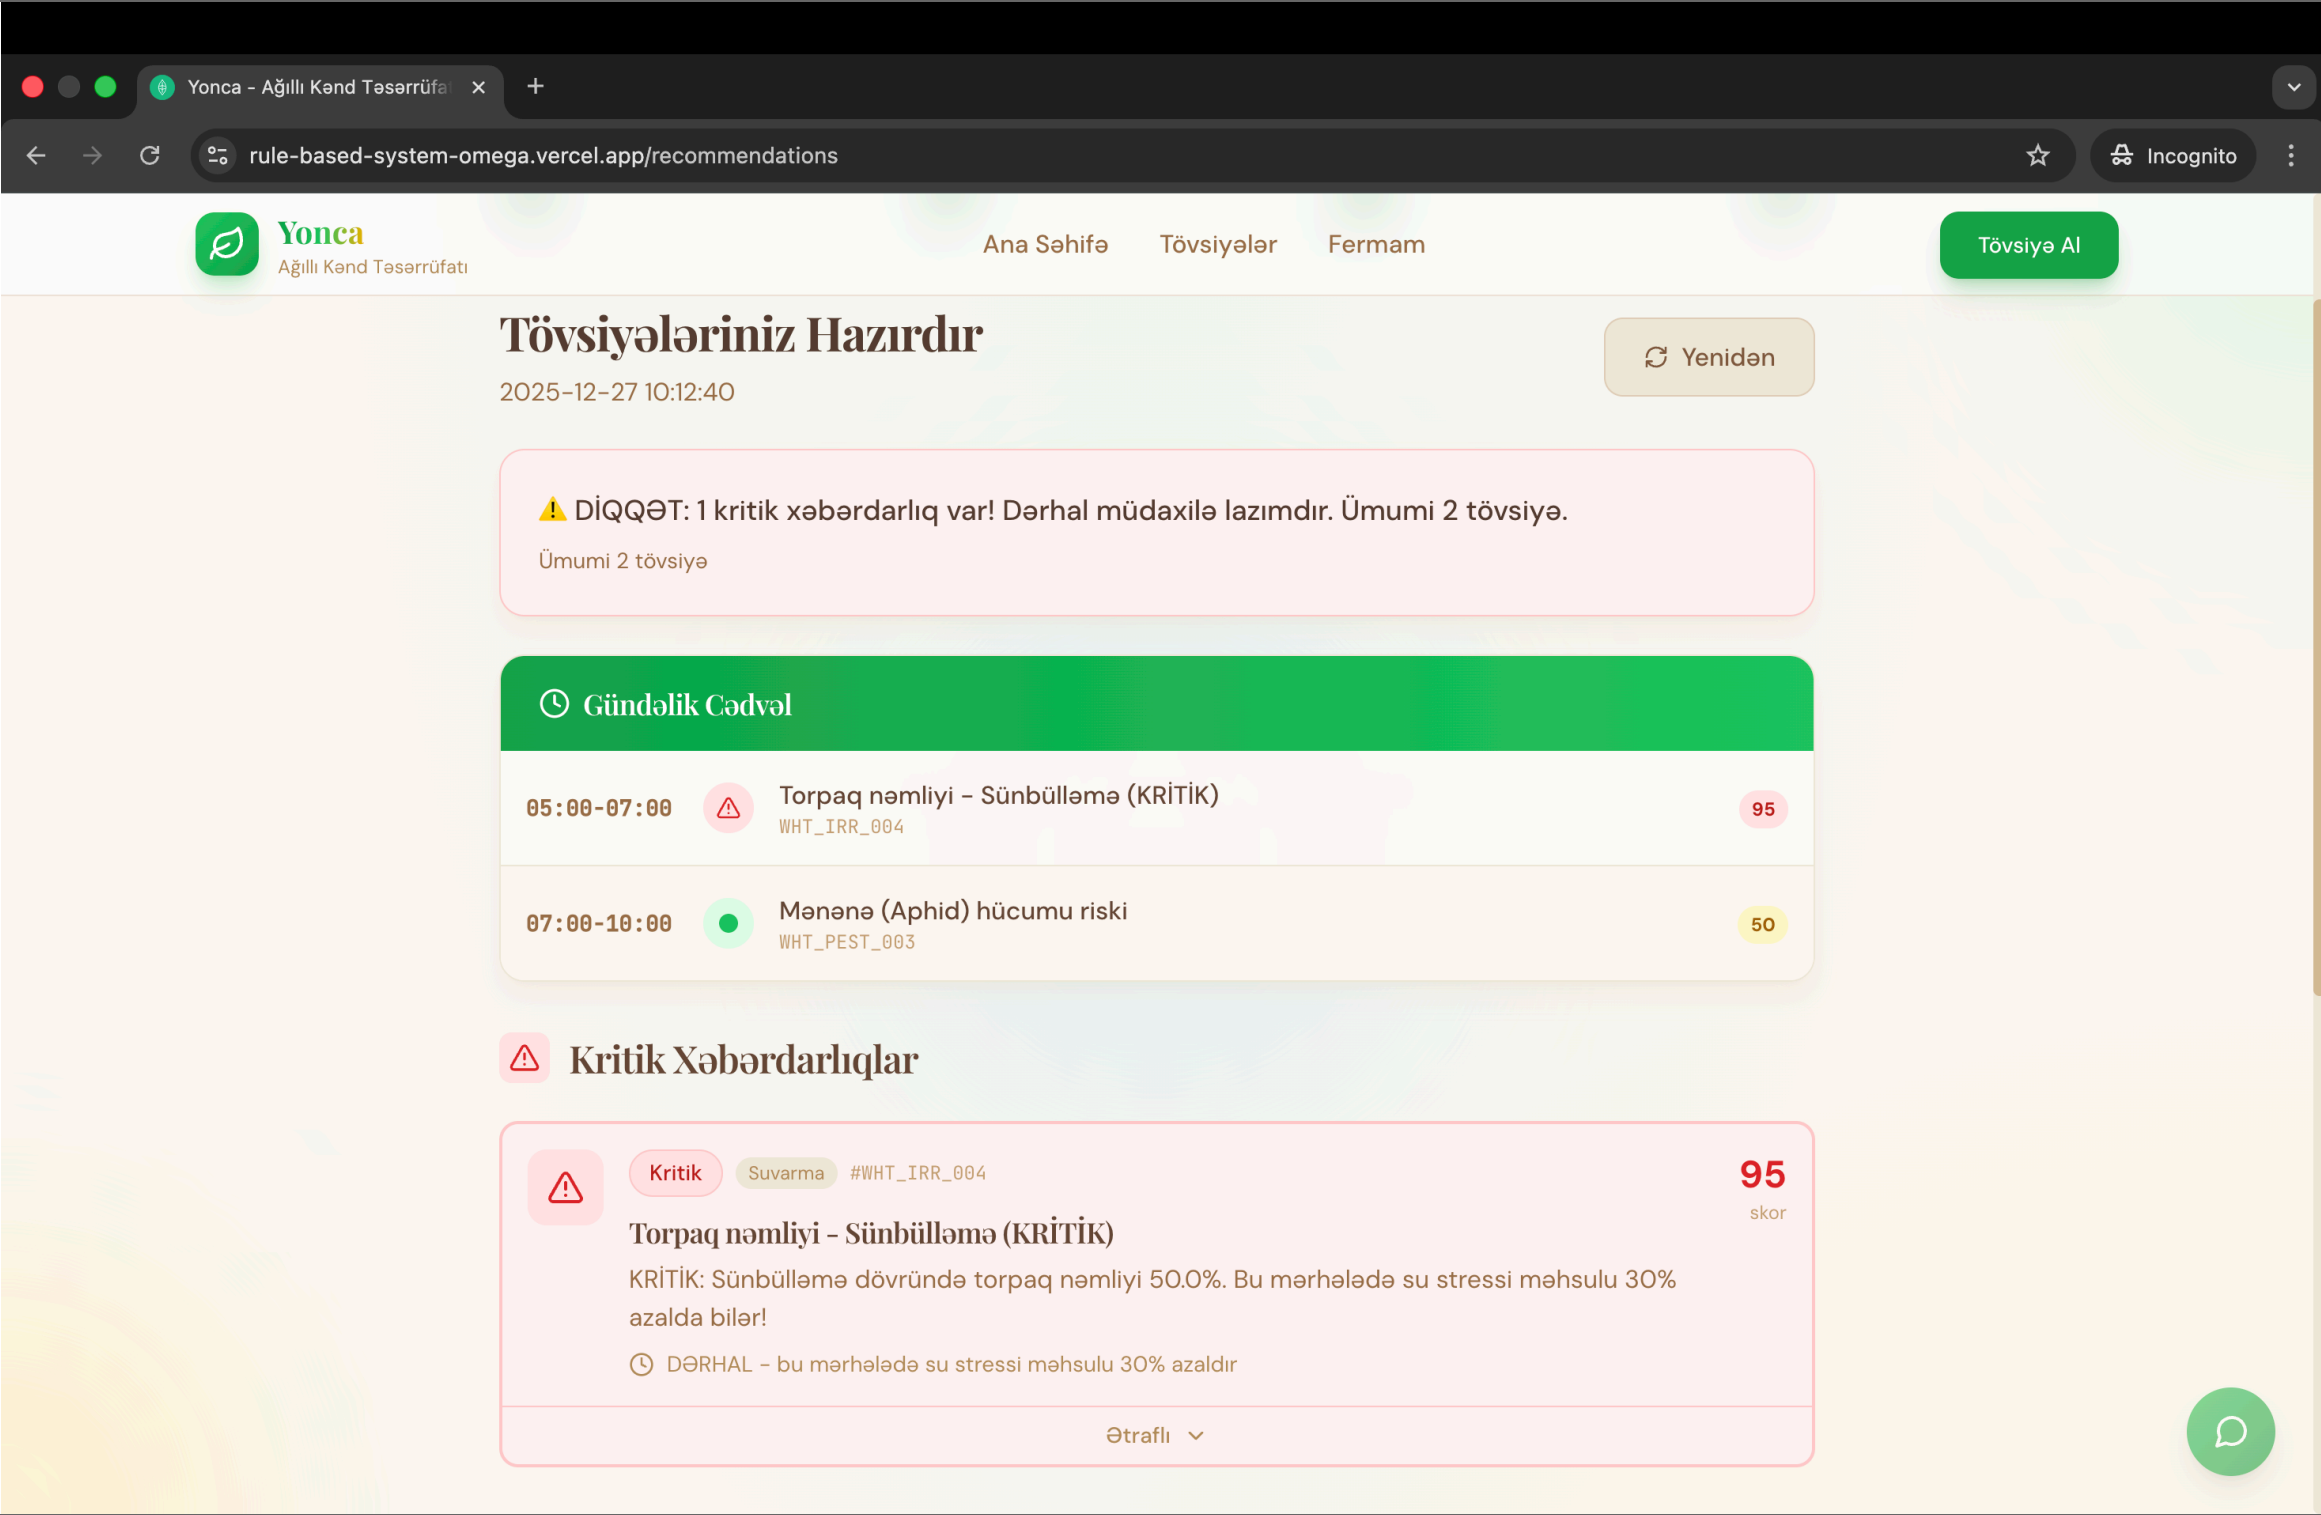 Yonca - Ağıllı Kənd Təsərrüfa
rule-based-system-omega.vercel.app/recommendations
Incognito
Yonca
Ağıllı Kənd Təsərrüfatı
Ana Səhifə
Tövsiyələr
Fermam
Tövsiyə Al
Tövsiyələriniz Hazırdır
2025-12-27 10:12:40
Yenidən
⚠️ DİQQƏT: 1 kritik xəbərdarlıq var! Dərhal müdaxilə lazımdır. Ümumi 2 tövsiyə.
Ümumi 2 tövsiyə
Gündəlik Cədvəl
05:00-07:00
Torpaq nəmliyi - Sünbülləmə (KRİTİK)
WHT_IRR_004
95
07:00-10:00
Mənənə (Aphid) hücumu riski
WHT_PEST_003
50
Kritik Xəbərdarlıqlar
Kritik
Suvarma
#WHT_IRR_004
95
skor
Torpaq nəmliyi - Sünbülləmə (KRİTİK)
KRİTİK: Sünbülləmə dövründə torpaq nəmliyi 50.0%. Bu mərhələdə su stressi məhsulu 30%
azalda bilər!
DƏRHAL - bu mərhələdə su stressi məhsulu 30% azaldır
Ətraflı